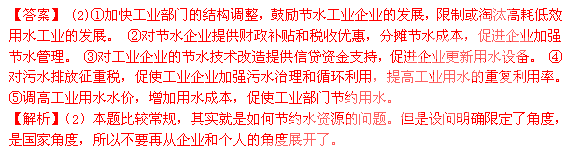 【答案】 (2)①加快工业部门的结构调整，鼓励节水工业企业的发展，限制或淘汰高耗低效
用水工业的发展。 ②对节水企业提供财政补贴和税收优惠，分摊节水成本，促进企业加强
节水管理。 ③对工业企业的节水技术改造提供信贷资金支持，促进企业更新用水设备。 ④
对污水排放征重税，促使工业企业加强污水治理和循环利用，提高工业用水的重复利用率。
⑤调高工业用水水价，增加用水成本，促使工业部门节约用水。
【解析】(2) 本题比较常规，其实就是如何节约水资源的问题。但是设问明确限定了角度，
是国家角度，所以不要再从企业和个人的角度展开了。